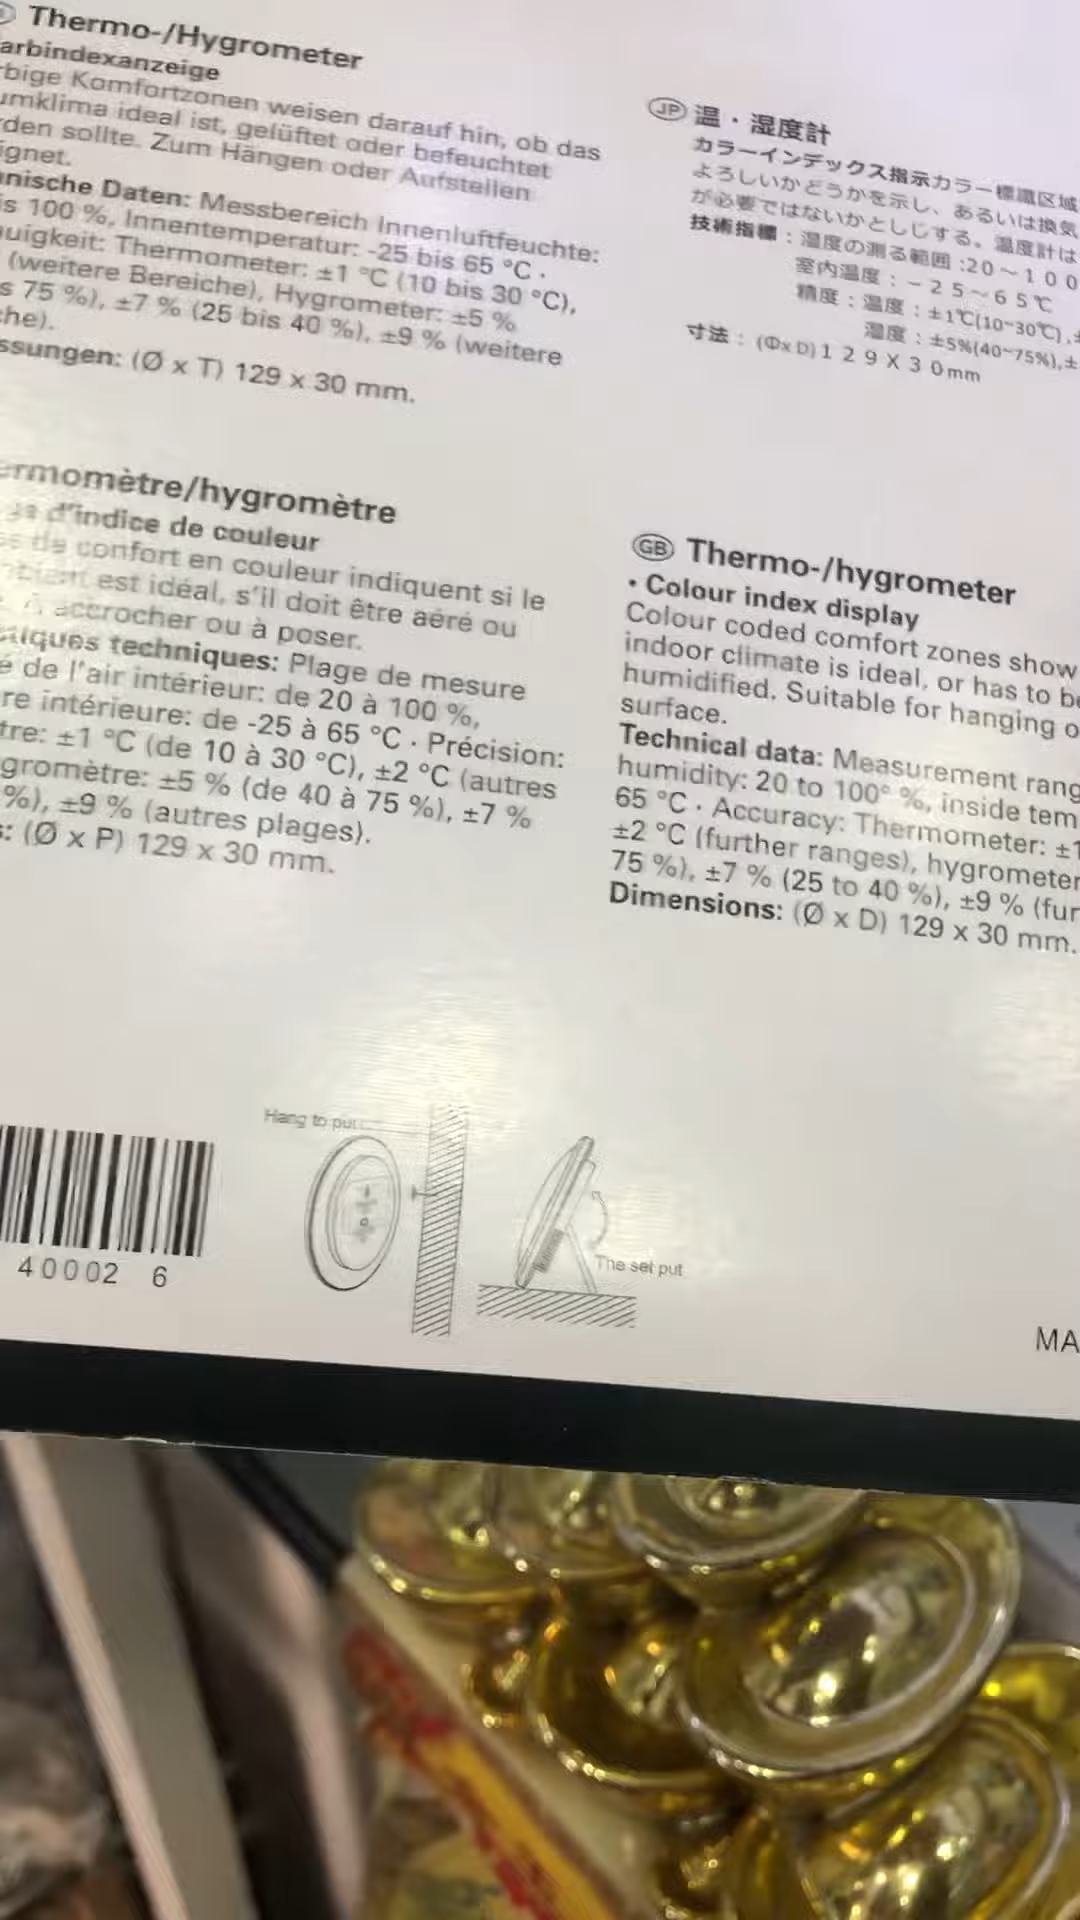 Thermo-/Hygrometer
arbindexanzeige
bige Komfortzonen weisen darauf hin, ob das
umklima ideal ist, gelüftet oder befeuchtet
den sollte. Zum Hängen oder Aufstellen
ignet.
nische Daten: Messbereich Innenluftfeuchte:
is 100 %, Innentemperatur: -25 bis 65 °C ·
uigkeit: Thermometer: ±1 °C (10 bis 30 °C),
(weitere Bereiche), Hygrometer: ±5 %
s 75 %), ±7 % (25 bis 40 %), ±9 % (weitere
che).
ssungen: (Ø x T) 129 x 30 mm.
JP 温・湿度計
カラーインデックス指示カラー標識区域
よろしいかどうかを示し、あるいは換気
が必要ではないかとしじする。温度計は
技術指標：湿度の測る範囲:20～100
室内温度：－25～65℃
精度：温度：±1℃(10~30℃),±
湿度：±5%(40~75%),±
寸法：(ΦxD)129X30mm
ermomètre/hygromètre
d'indice de couleur
de confort en couleur indiquent si le
est idéal, s'il doit être aéré ou
accrocher ou à poser.
tiques techniques: Plage de mesure
é de l'air intérieur: de 20 à 100 %,
re intérieure: de -25 à 65 °C · Précision:
tre: ±1 °C (de 10 à 30 °C), ±2 °C (autres
gromètre: ±5 % (de 40 à 75 %), ±7 %
%), ±9 % (autres plages).
s: (Ø x P) 129 x 30 mm.
GB Thermo-/hygrometer
• Colour index display
Colour coded comfort zones show
indoor climate is ideal, or has to be
humidified. Suitable for hanging o
surface.
Technical data: Measurement rang
humidity: 20 to 100° %, inside tem
65 °C · Accuracy: Thermometer: ±1
±2 °C (further ranges), hygrometer
75 %), ±7 % (25 to 40 %), ±9 % (fur
Dimensions: (Ø x D) 129 x 30 mm.
Hang to put
The set put
40002 6
MA